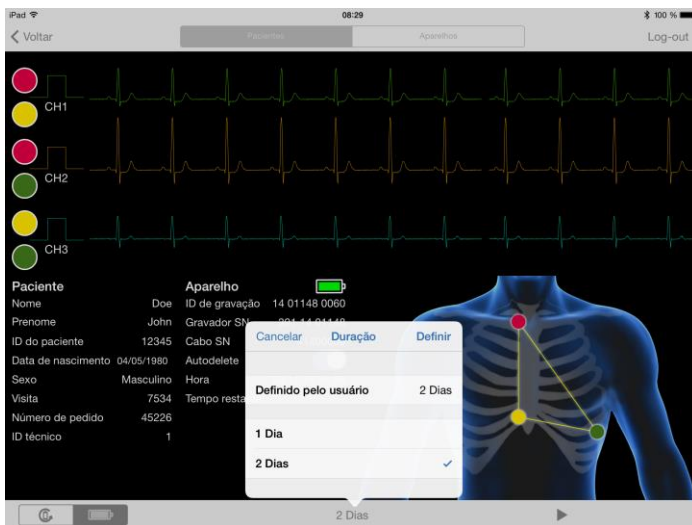 iPad 08:29 100 %
Voltar Pacientes Aparelhos Log-out
CH1
CH2
CH3
Paciente
Nome Doe
Prenome John
ID do paciente 12345
Data de nascimento 04/05/1980
Sexo Masculino
Visita 7534
Número de pedido 45226
ID técnico 1
Aparelho
ID de gravação 14 01148 0060
Gravador SN
Cabo SN
Autodelete
Hora
Tempo resta
Cancelar Duração Definir
Definido pelo usuário 2 Dias
1 Dia
2 Dias
2 Dias